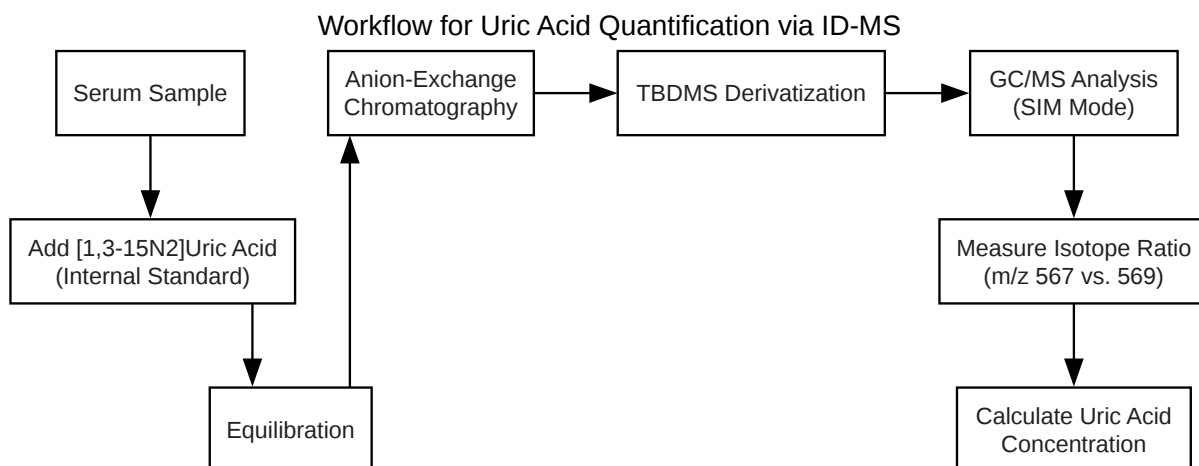 Workflow for Uric Acid Quantification via ID-MS
Serum Sample
Add [1,3-15N2]Uric Acid
(Internal Standard)
Equilibration
Anion-Exchange
Chromatography
TBDMS Derivatization
GC/MS Analysis
(SIM Mode)
Measure Isotope Ratio
(m/z 567 vs. 569)
Calculate Uric Acid
Concentration